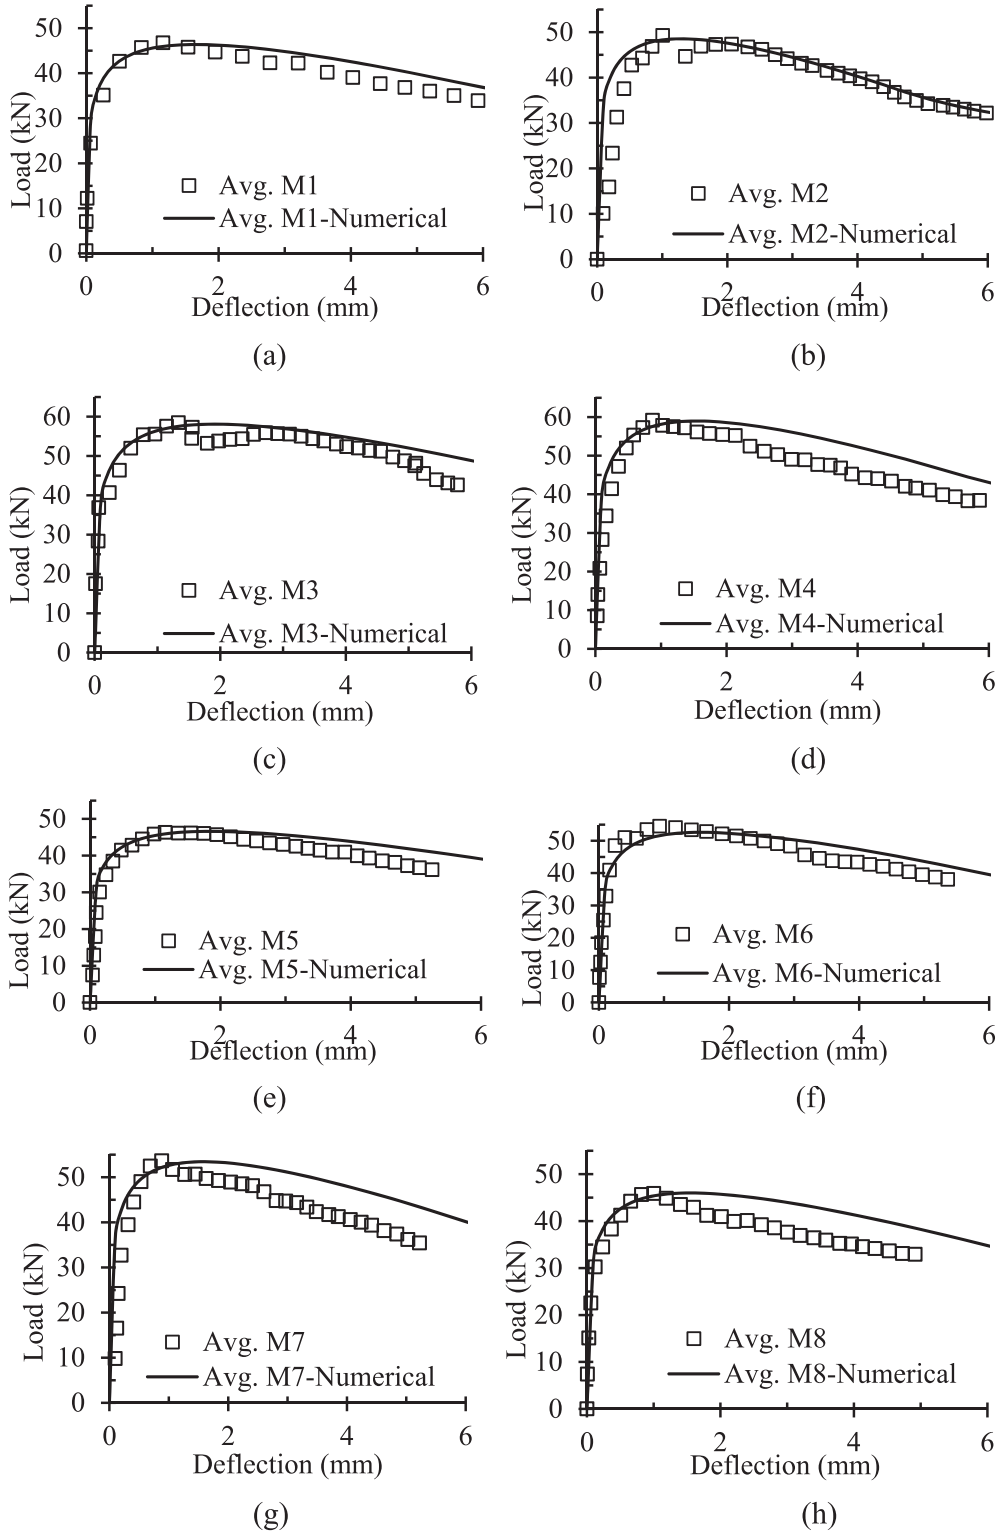 50
40
30
20
10
0
Load (kN)
Avg. M1
Avg. M1-Numerical
0 2 4 6
Deflection (mm)
(a)
50
40
30
20
10
0
Load (kN)
Avg. M2
Avg. M2-Numerical
0 2 4 6
Deflection (mm)
(b)
60
50
40
30
20
10
0
Load (kN)
Avg. M3
Avg. M3-Numerical
0 2 4 6
Deflection (mm)
(c)
60
50
40
30
20
10
0
Load (kN)
Avg. M4
Avg. M4-Numerical
0 2 4 6
Deflection (mm)
(d)
50
40
30
20
10
0
Load (kN)
Avg. M5
Avg. M5-Numerical
0 2 4 6
Deflection (mm)
(e)
50
40
30
20
10
0
Load (kN)
Avg. M6
Avg. M6-Numerical
0 2 4 6
Deflection (mm)
(f)
50
40
30
20
10
0
Load (kN)
Avg. M7
Avg. M7-Numerical
0 2 4 6
Deflection (mm)
(g)
50
40
30
20
10
0
Load (kN)
Avg. M8
Avg. M8-Numerical
0 2 4 6
Deflection (mm)
(h)